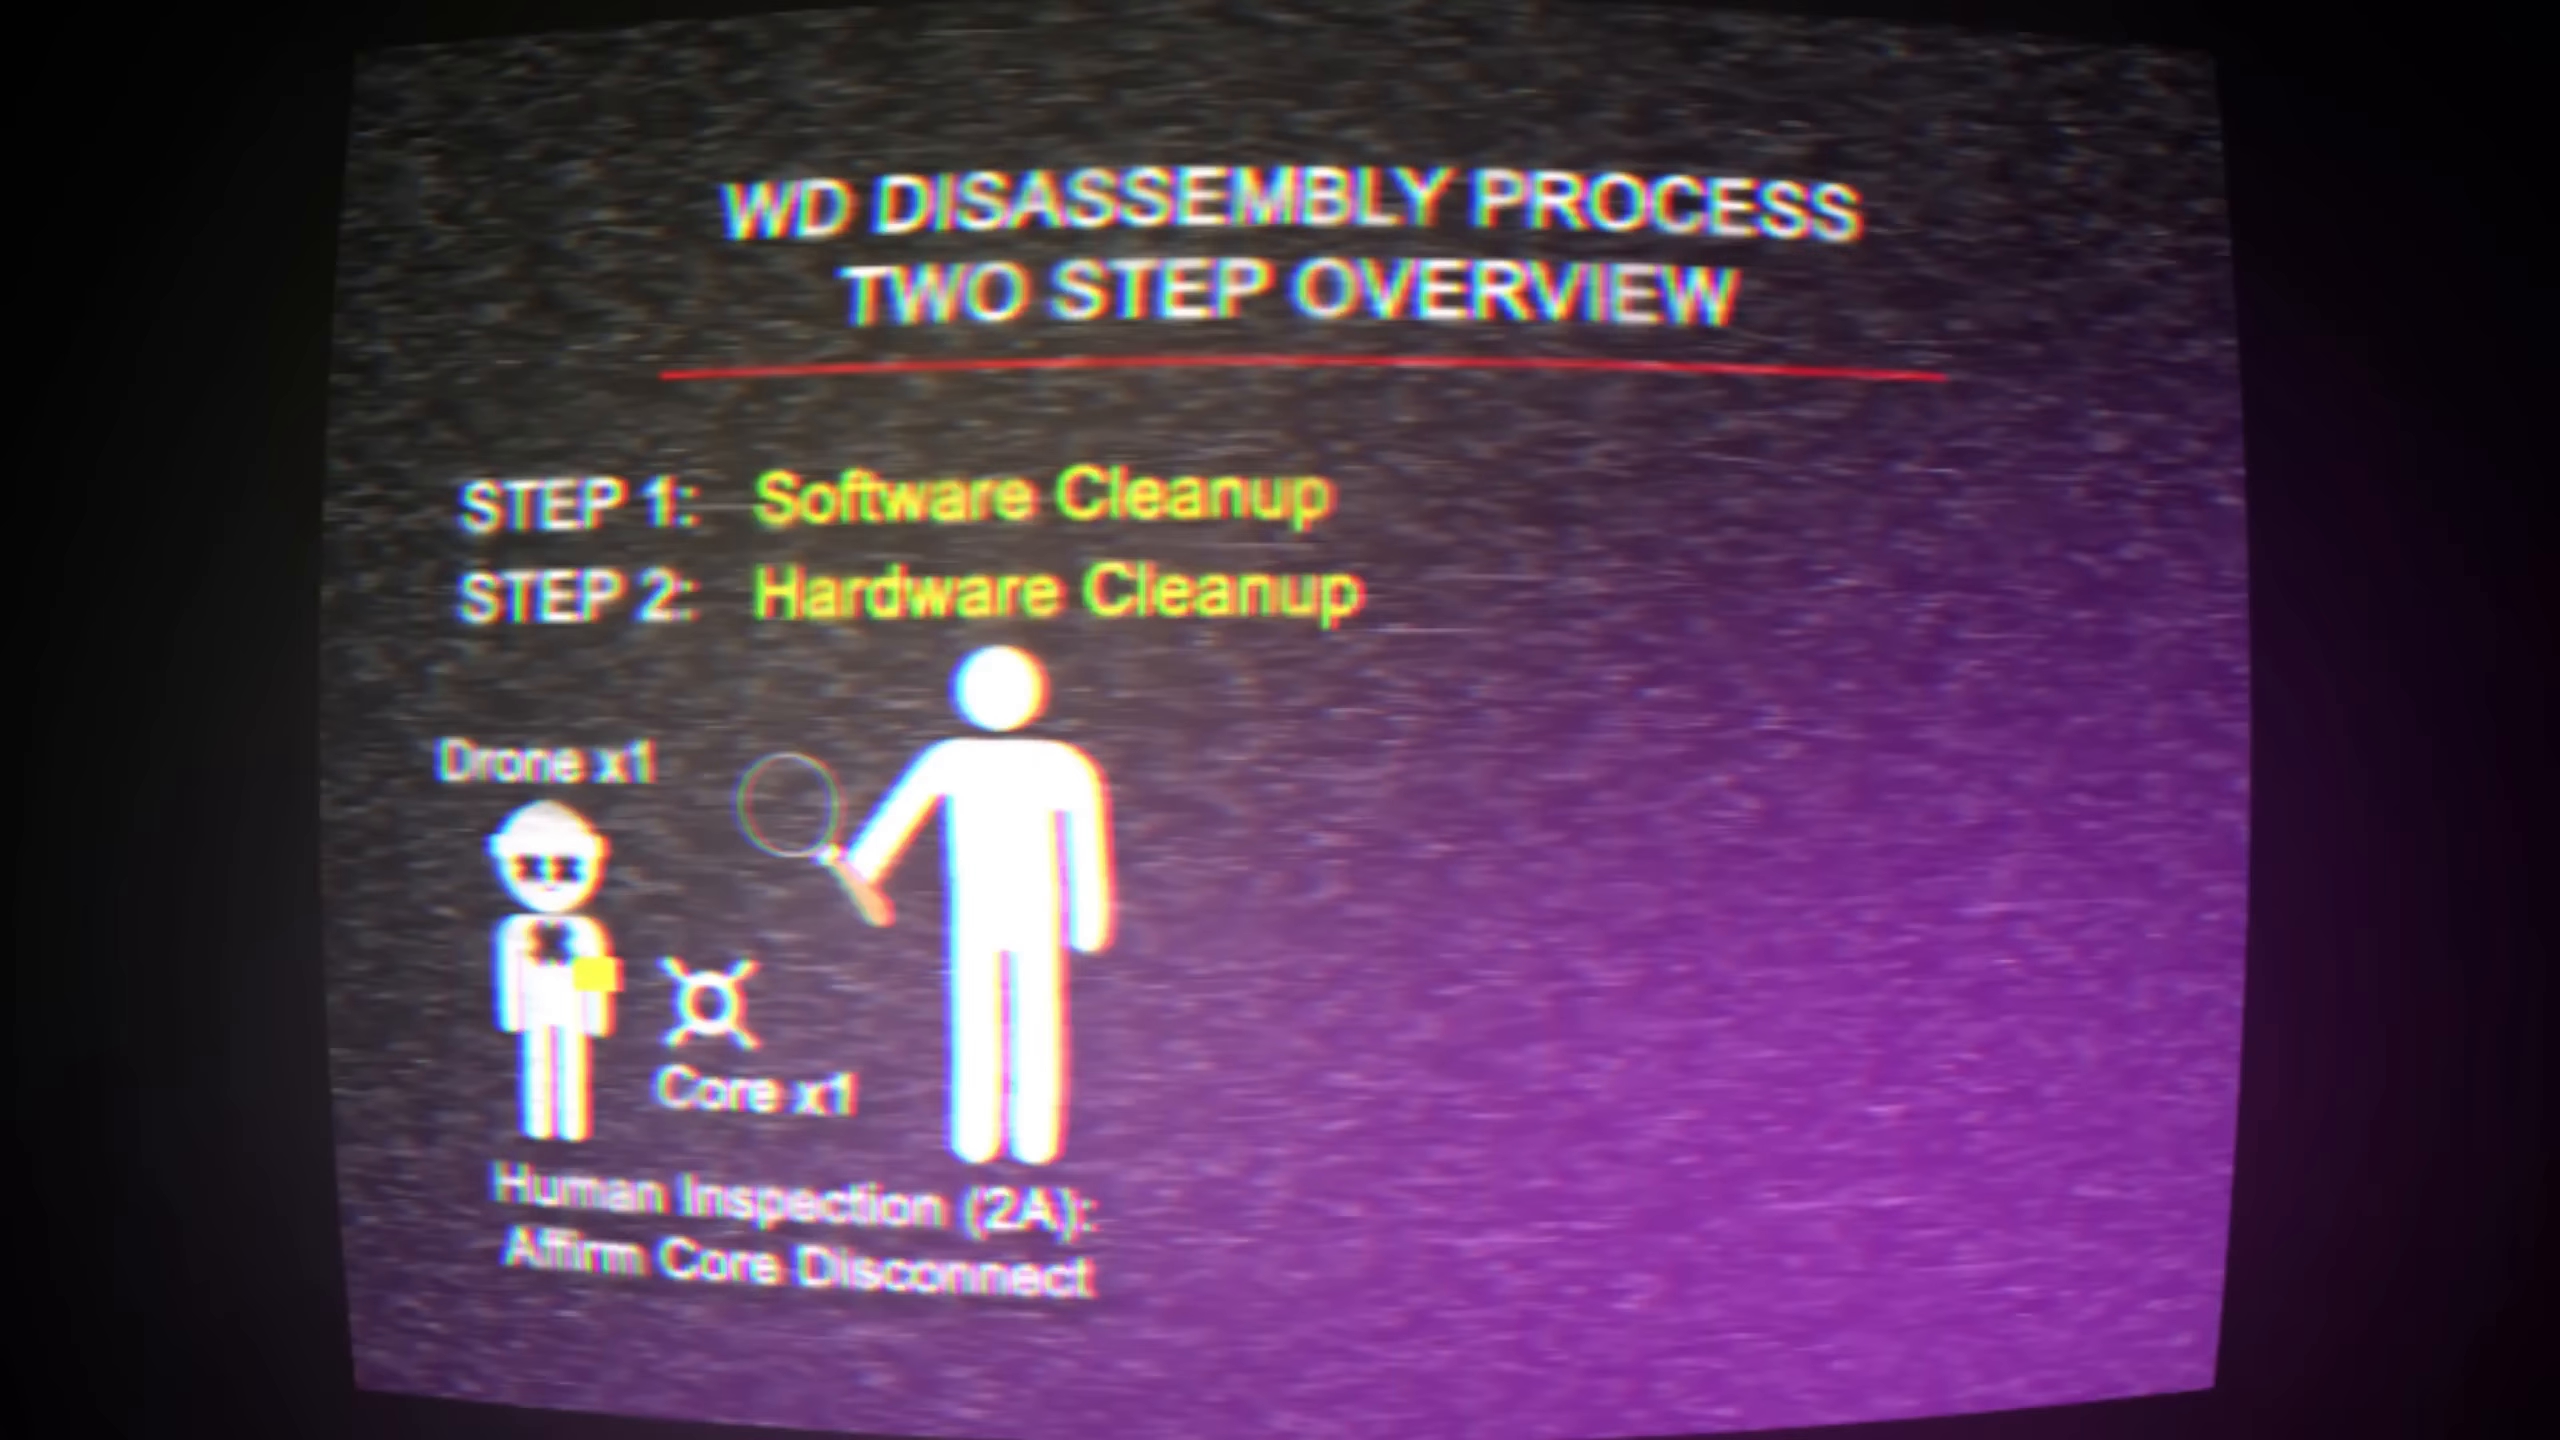 WD DISASSEMBLY PROCESS
TWO STEP OVERVIEW
STEP 1: Software Cleanup
STEP 2: Hardware Cleanup
Drone x1
Core x1
Human Inspection (2A):
Affirm Core Disconnect